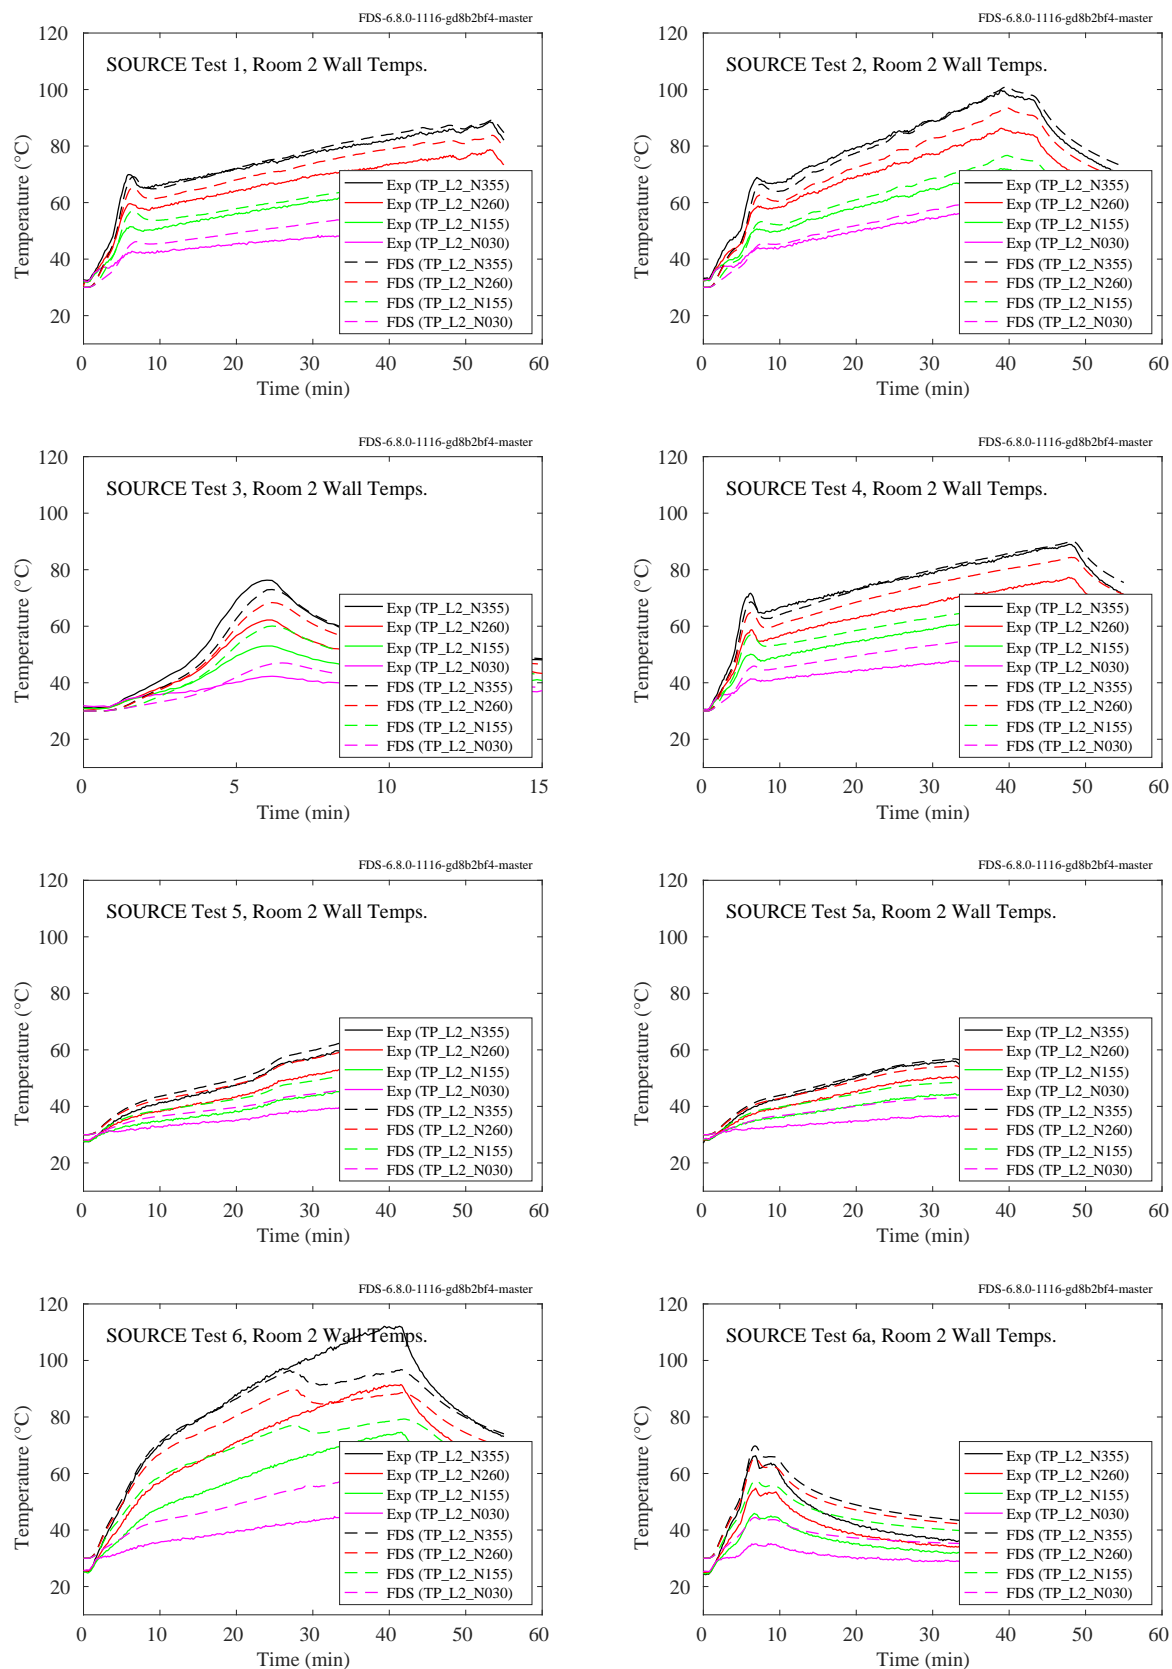 FDS-6.8.0-1116-gd8b2bf4-master
SOURCE Test 1, Room 2 Wall Temps.
Temperature (°C)
120
100
80
60
40
20
Exp (TP_L2_N355)
Exp (TP_L2_N260)
Exp (TP_L2_N155)
Exp (TP_L2_N030)
FDS (TP_L2_N355)
FDS (TP_L2_N260)
FDS (TP_L2_N155)
FDS (TP_L2_N030)
0 10 20 30 40 50 60
Time (min)
FDS-6.8.0-1116-gd8b2bf4-master
SOURCE Test 2, Room 2 Wall Temps.
Temperature (°C)
120
100
80
60
40
20
Exp (TP_L2_N355)
Exp (TP_L2_N260)
Exp (TP_L2_N155)
Exp (TP_L2_N030)
FDS (TP_L2_N355)
FDS (TP_L2_N260)
FDS (TP_L2_N155)
FDS (TP_L2_N030)
0 10 20 30 40 50 60
Time (min)
FDS-6.8.0-1116-gd8b2bf4-master
SOURCE Test 3, Room 2 Wall Temps.
Temperature (°C)
120
100
80
60
40
20
Exp (TP_L2_N355)
Exp (TP_L2_N260)
Exp (TP_L2_N155)
Exp (TP_L2_N030)
FDS (TP_L2_N355)
FDS (TP_L2_N260)
FDS (TP_L2_N155)
FDS (TP_L2_N030)
0 5 10 15
Time (min)
FDS-6.8.0-1116-gd8b2bf4-master
SOURCE Test 4, Room 2 Wall Temps.
Temperature (°C)
120
100
80
60
40
20
Exp (TP_L2_N355)
Exp (TP_L2_N260)
Exp (TP_L2_N155)
Exp (TP_L2_N030)
FDS (TP_L2_N355)
FDS (TP_L2_N260)
FDS (TP_L2_N155)
FDS (TP_L2_N030)
0 10 20 30 40 50 60
Time (min)
FDS-6.8.0-1116-gd8b2bf4-master
SOURCE Test 5, Room 2 Wall Temps.
Temperature (°C)
120
100
80
60
40
20
Exp (TP_L2_N355)
Exp (TP_L2_N260)
Exp (TP_L2_N155)
Exp (TP_L2_N030)
FDS (TP_L2_N355)
FDS (TP_L2_N260)
FDS (TP_L2_N155)
FDS (TP_L2_N030)
0 10 20 30 40 50 60
Time (min)
FDS-6.8.0-1116-gd8b2bf4-master
SOURCE Test 5a, Room 2 Wall Temps.
Temperature (°C)
120
100
80
60
40
20
Exp (TP_L2_N355)
Exp (TP_L2_N260)
Exp (TP_L2_N155)
Exp (TP_L2_N030)
FDS (TP_L2_N355)
FDS (TP_L2_N260)
FDS (TP_L2_N155)
FDS (TP_L2_N030)
0 10 20 30 40 50 60
Time (min)
FDS-6.8.0-1116-gd8b2bf4-master
SOURCE Test 6, Room 2 Wall Temps.
Temperature (°C)
120
100
80
60
40
20
Exp (TP_L2_N355)
Exp (TP_L2_N260)
Exp (TP_L2_N155)
Exp (TP_L2_N030)
FDS (TP_L2_N355)
FDS (TP_L2_N260)
FDS (TP_L2_N155)
FDS (TP_L2_N030)
0 10 20 30 40 50 60
Time (min)
FDS-6.8.0-1116-gd8b2bf4-master
SOURCE Test 6a, Room 2 Wall Temps.
Temperature (°C)
120
100
80
60
40
20
Exp (TP_L2_N355)
Exp (TP_L2_N260)
Exp (TP_L2_N155)
Exp (TP_L2_N030)
FDS (TP_L2_N355)
FDS (TP_L2_N260)
FDS (TP_L2_N155)
FDS (TP_L2_N030)
0 10 20 30 40 50 60
Time (min)